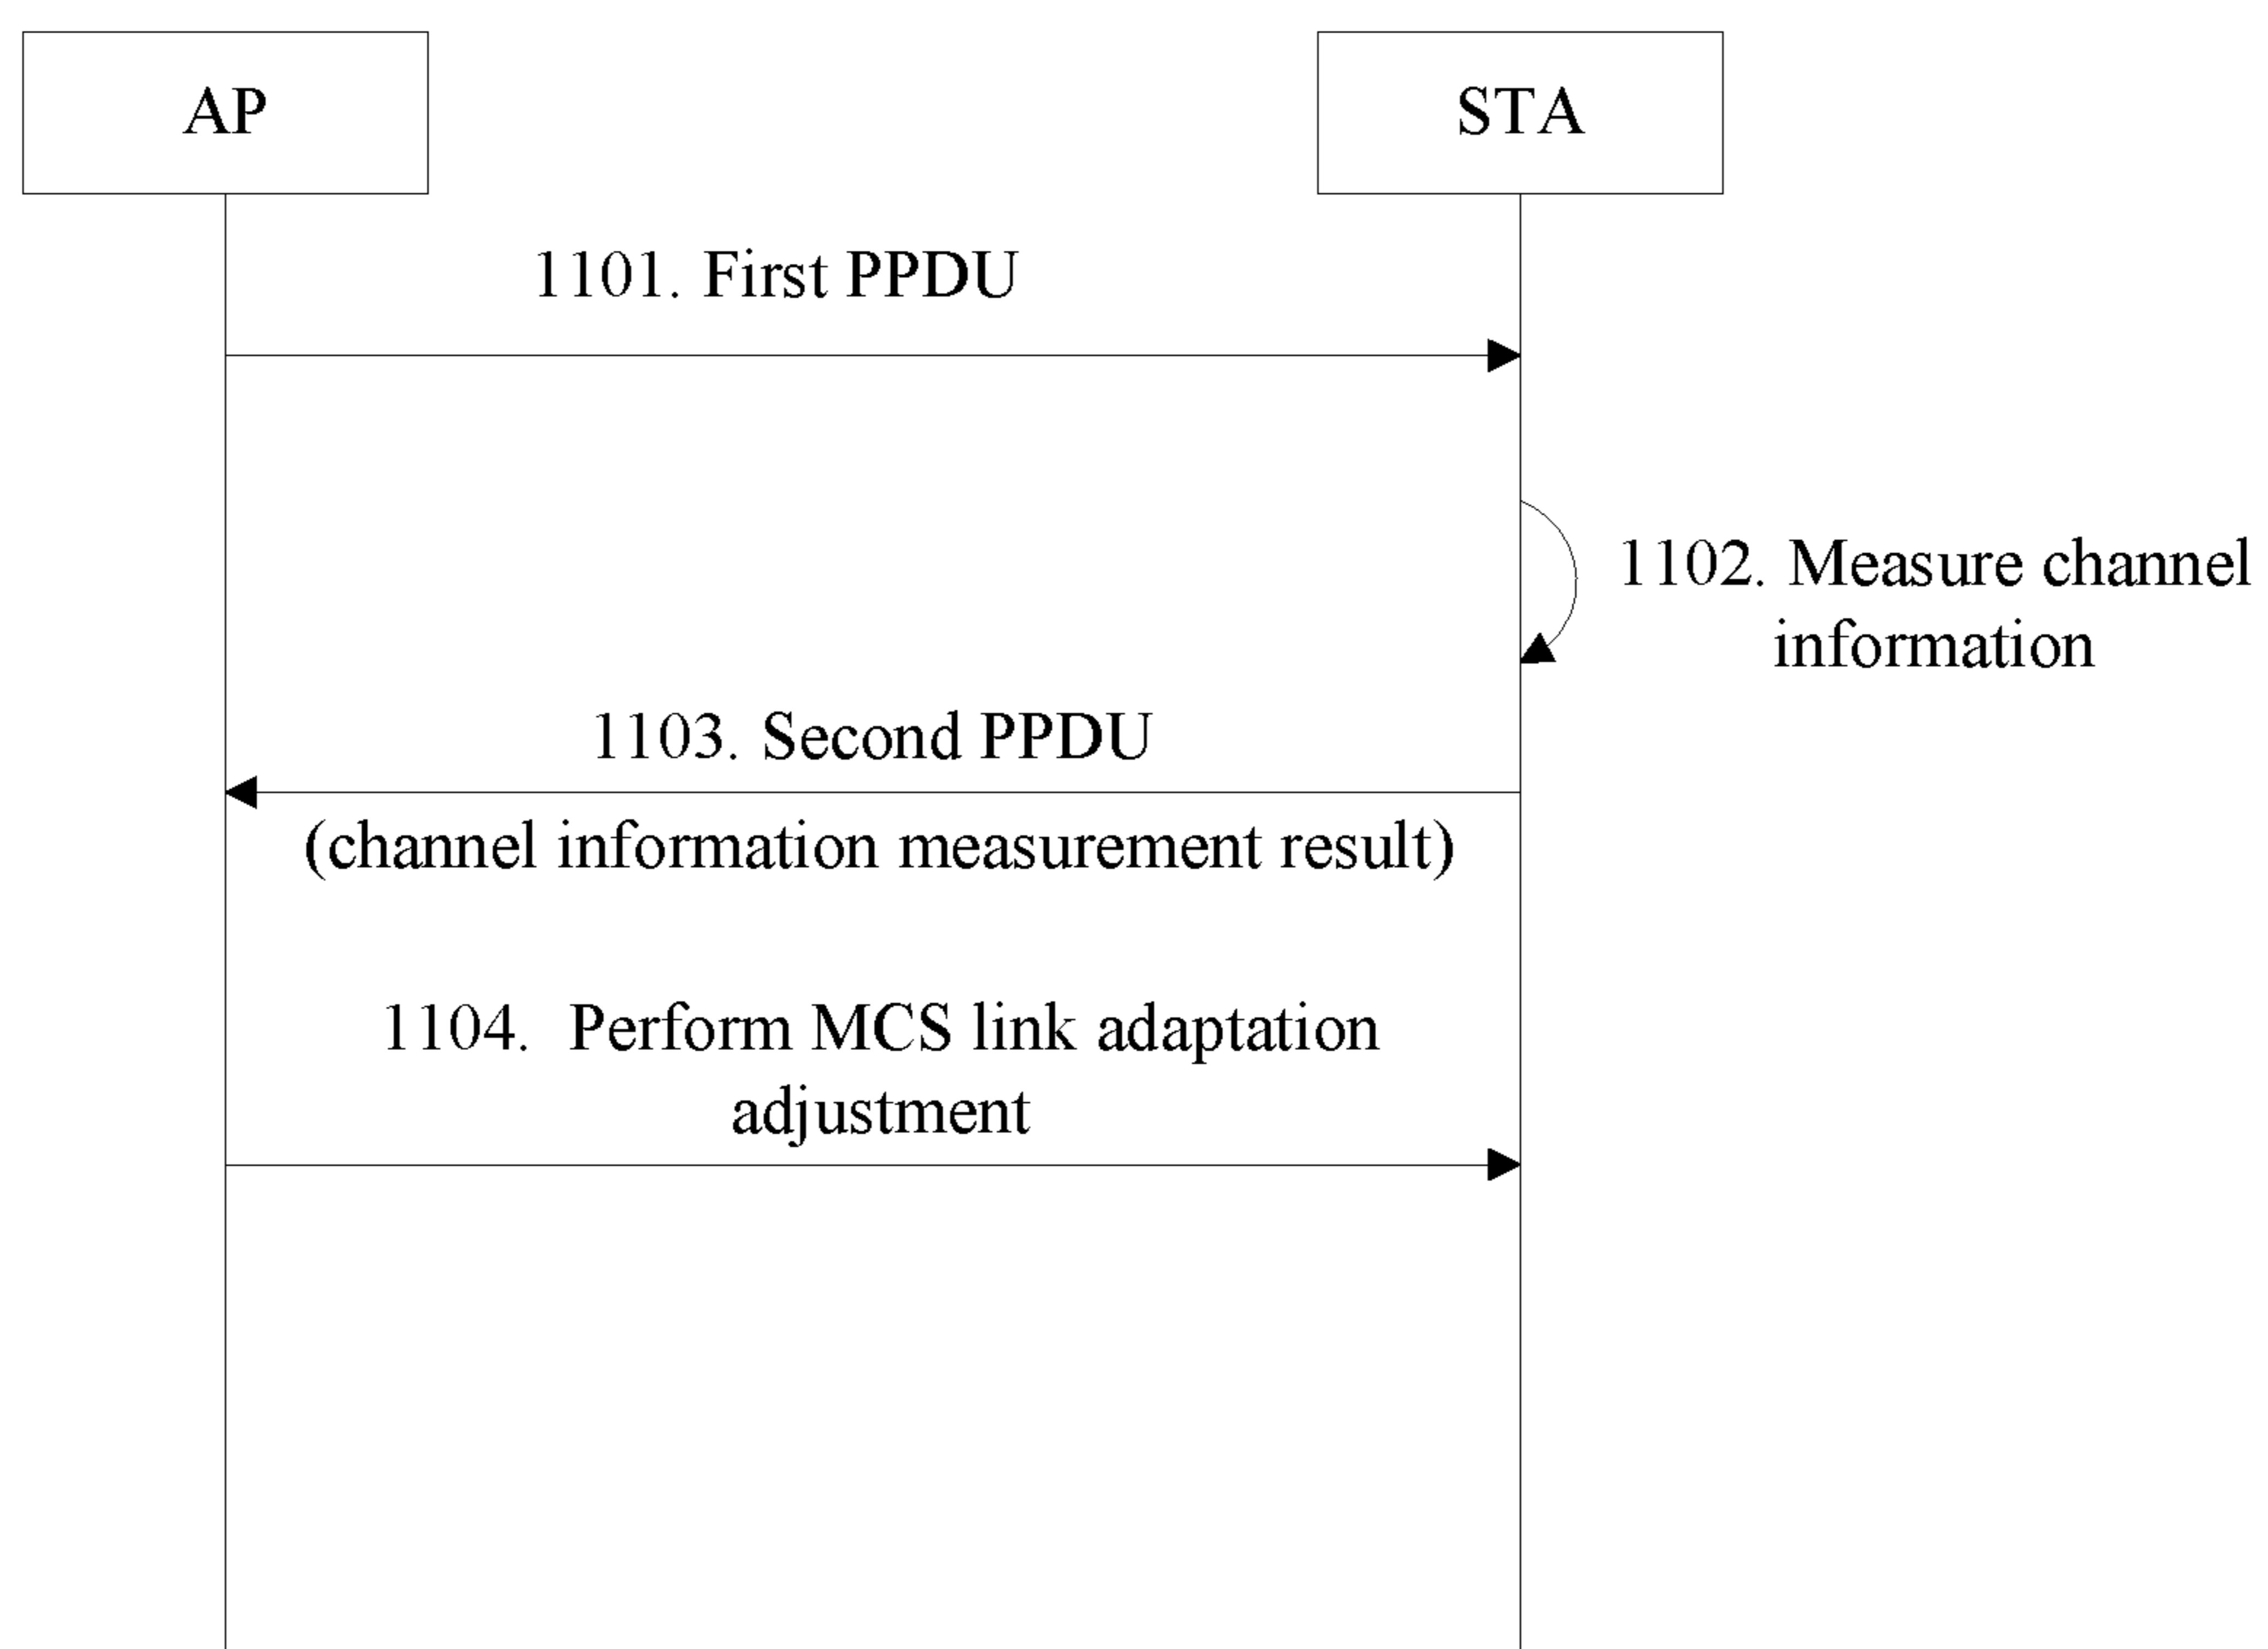 AP
STA
1101. First PPDU
1102. Measure channel
information
1103. Second PPDU
(channel information measurement result)
1104. Perform MCS link adaptation
adjustment